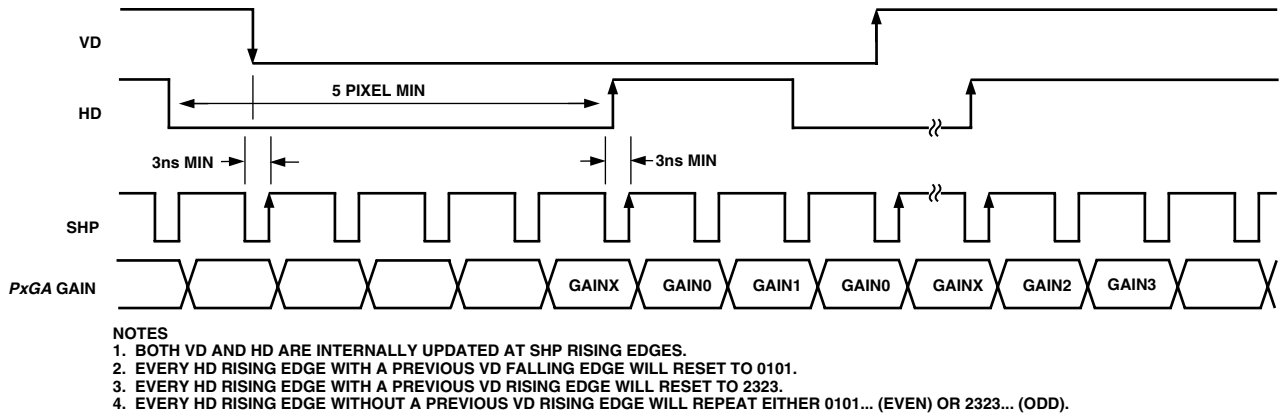 VD
HD
5 PIXEL MIN
3ns MIN
3ns MIN
SHP
PxGA GAIN
GAINX
GAIN0
GAIN1
GAIN0
GAINX
GAIN2
GAIN3
NOTES
1. BOTH VD AND HD ARE INTERNALLY UPDATED AT SHP RISING EDGES.
2. EVERY HD RISING EDGE WITH A PREVIOUS VD FALLING EDGE WILL RESET TO 0101.
3. EVERY HD RISING EDGE WITH A PREVIOUS VD RISING EDGE WILL RESET TO 2323.
4. EVERY HD RISING EDGE WITHOUT A PREVIOUS VD RISING EDGE WILL REPEAT EITHER 0101... (EVEN) OR 2323... (ODD).